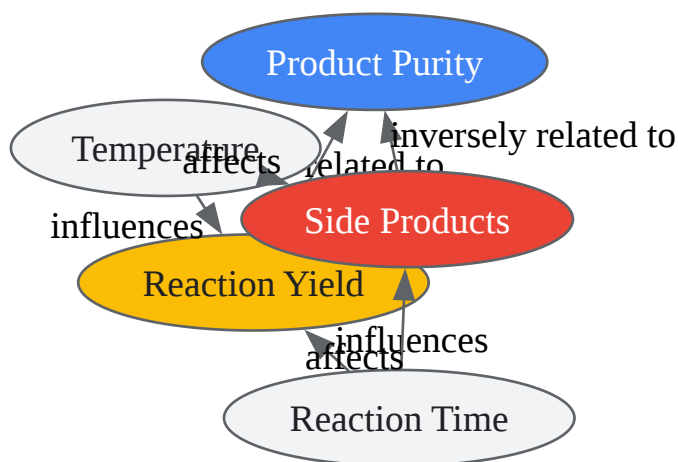 Product Purity
inversely related to
Temperature
affects
related to
influences
Side Products
Reaction Yield
influences
affects
Reaction Time